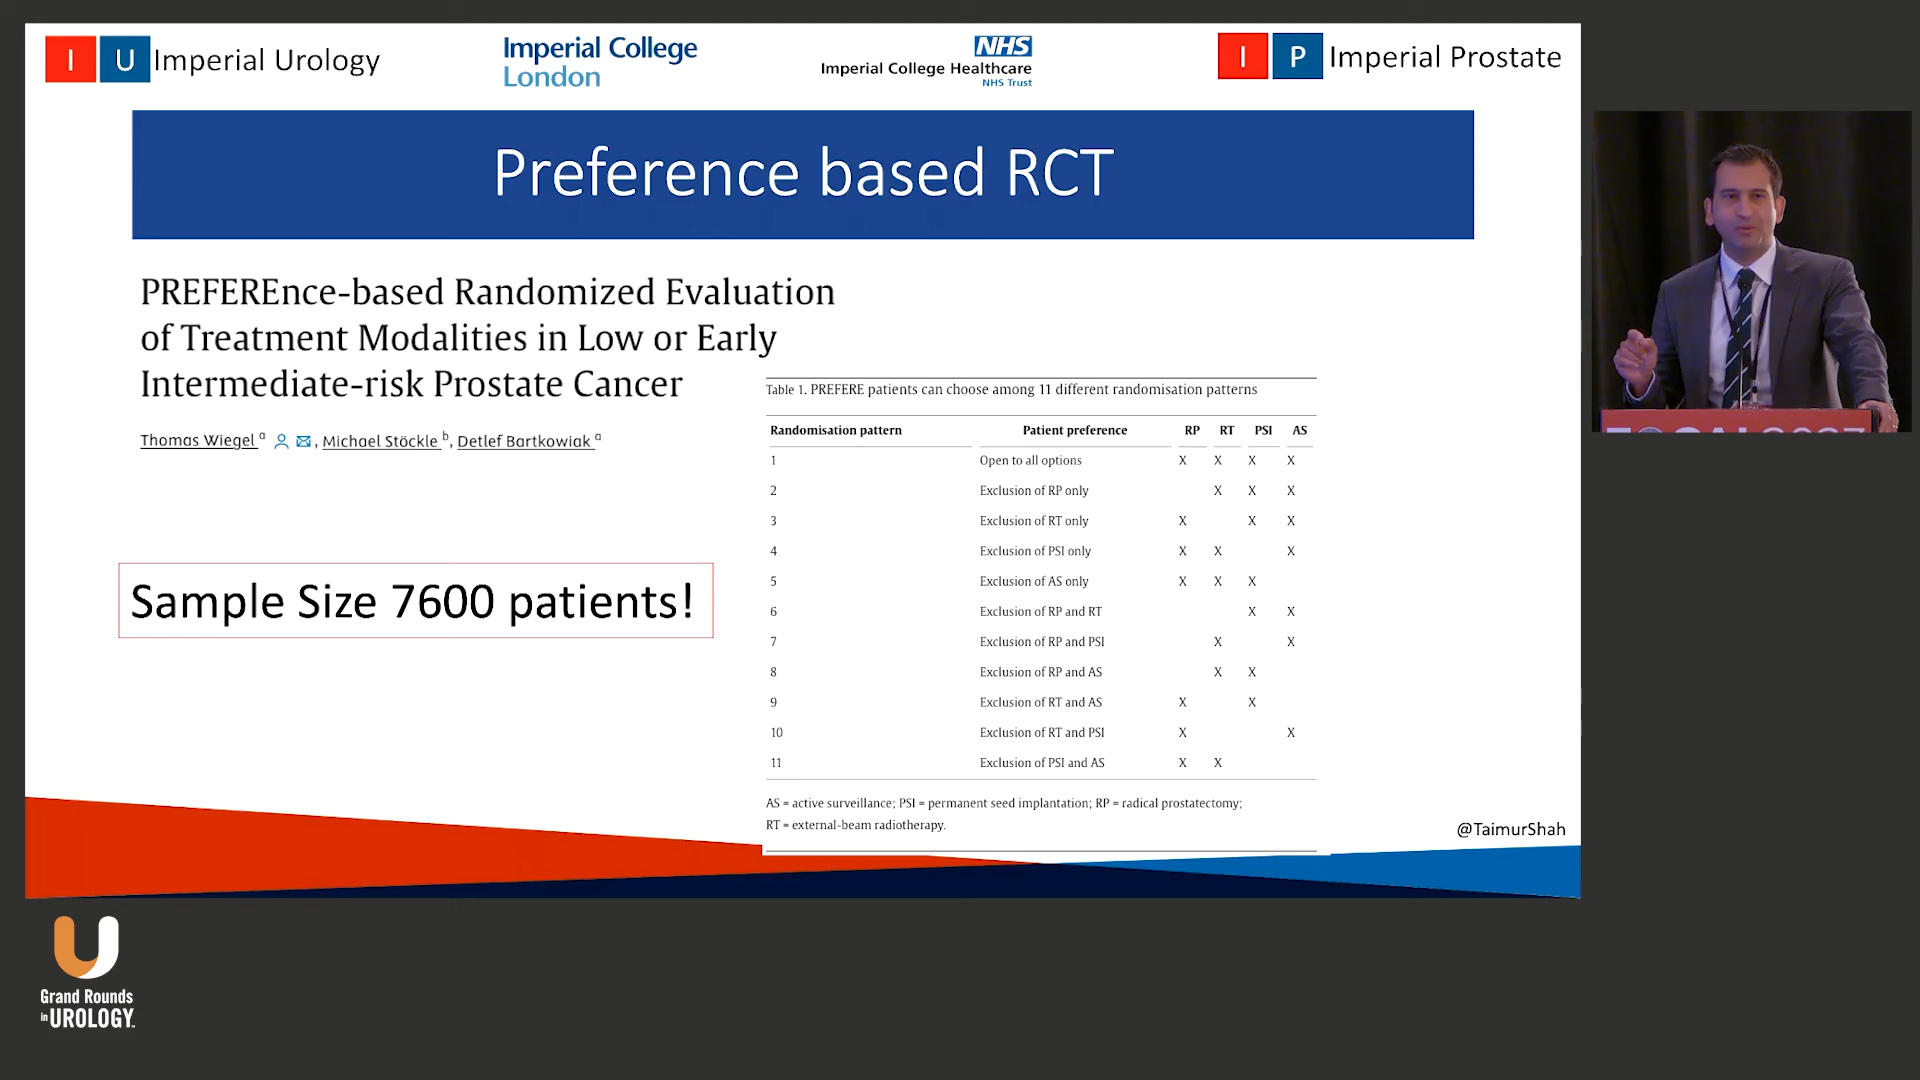 I U Imperial Urology
Imperial College
London
NHS
Imperial College Healthcare
NHS Trust
I P Imperial Prostate
Preference based RCT
PREFEREnce-based Randomized Evaluation
of Treatment Modalities in Low or Early
Intermediate-risk Prostate Cancer
Thomas Wiegel a , Michael Stöckle b, Detlef Bartkowiak a
Sample Size 7600 patients!
Table 1. PREFERE patients can choose among 11 different randomisation patterns
Randomisation pattern Patient preference RP RT PSI AS
1 Open to all options X X X X
2 Exclusion of RP only X X X
3 Exclusion of RT only X X X
4 Exclusion of PSI only X X X
5 Exclusion of AS only X X X
6 Exclusion of RP and RT X X
7 Exclusion of RP and PSI X X
8 Exclusion of RP and AS X X
9 Exclusion of RT and AS X X
10 Exclusion of RT and PSI X X
11 Exclusion of PSI and AS X X
AS = active surveillance; PSI = permanent seed implantation; RP = radical prostatectomy;
RT = external-beam radiotherapy.
@TaimurShah
Grand Rounds
in UROLOGY